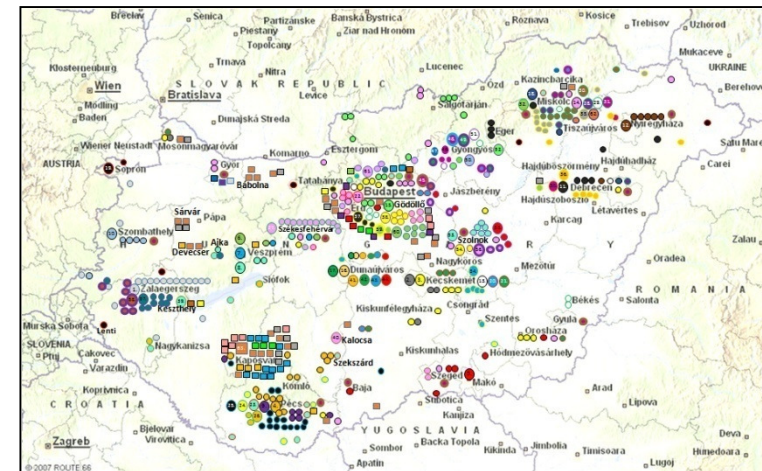 Breclav
Senica
Partizánske
Banská Bystrica
Roznava
Kosice
Trebisov
Uzhorod
Piestany
Ziar nad Hronom
Topolcany
Mukaceve
Klosterneuburg
Trnava
Lucenec
UKRAINE
Wien
Nitra
Ózd
Kazincbarcika
Berehove
SLOVAK REPUBLIC
Levice
Mödling
Bratislava
Salgótarján
Miskolc
Baden
Dunajská Streda
Tiszaújváros
Nyíregyháza
Wiener Neustadt
Mosonmagyaróvár
Komarno
Esztergom
Eger
Gyöngyös
Satu Mare
AUSTRIA
Sopron
Győr
Tatabánya
Hajdúböszörmény
Hajdúhadház
Carei
Bábolna
Budapest
Jászberény
Debrecen
Hajdúszoboszló
Létavértes
Sárvár
Pápa
Érd
Gödöllő
Karcag
Szombathely
Székesfehérvár
Szolnok
Zalau
HUNGARY
Ajka
Devecser
Veszprém
Nagykörös
Mezötúr
Oradea
Siófok
Dunaújváros
Kecskemét
ROMANIA
Zalaegerszeg
Keszthely
Csongrád
Békés
Salonta
Kiskunfélegyháza
Szentes
Gyula
Murska Sobota
Lenti
Kalocsa
Orosháza
SLOVENIA
Nagykanizsa
Ptuj
Cakovec
Kaposvár
Szekszárd
Kiskunhalas
Hódmezövásárhely
Varazdin
Komló
Baja
Szeged
Makó
Arad
Koprivnica
Pécs
Subotica
Lipova
CROATIA
Kanjiza
Bjelovar
YUGOSLAVIA
Deva
Zagreb
Virovitica
Sombor
Backa Topola
Kikinda
Jimbolia
Timisoara
Hunedoara
© 2007 ROUTE 66
Apatin
Lugoj